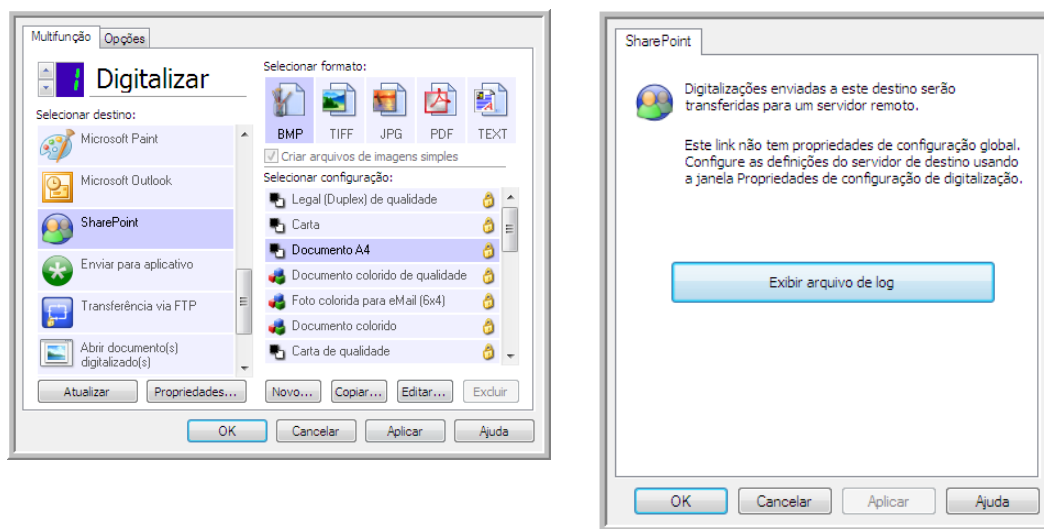 Multifunção
Opções
1
Digitalizar
Selecionar destino:
Microsoft Paint
Microsoft Outlook
SharePoint
Enviar para aplicativo
Transferência via FTP
Abrir documento(s)
digitalizado(s)
Atualizar
Propriedades...
Selecionar formato:
BMP
TIFF
JPG
PDF
TEXT
Criar arquivos de imagens simples
Selecionar configuração:
Legal (Duplex) de qualidade
Carta
Documento A4
Documento colorido de qualidade
Foto colorida para eMail (6x4)
Documento colorido
Carta de qualidade
Novo...
Copiar...
Editar...
Excluir
OK
Cancelar
Aplicar
Ajuda
SharePoint
Digitalizações enviadas a este destino serão
transferidas para um servidor remoto.
Este link não tem propriedades de configuração global.
Configure as definições do servidor de destino usando
a janela Propriedades de configuração de digitalização.
Exibir arquivo de log
OK
Cancelar
Aplicar
Ajuda